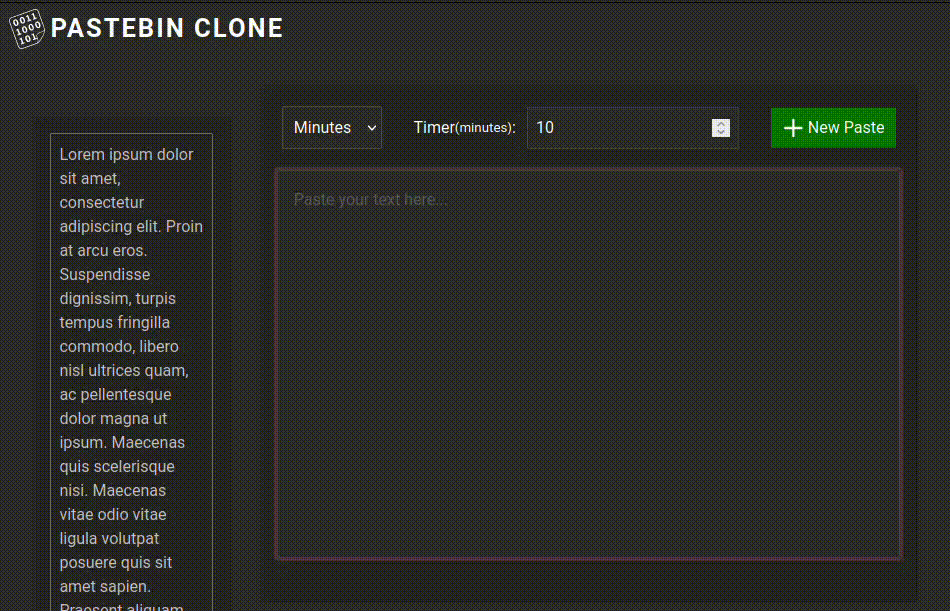 0011
1000
101
PASTEBIN CLONE
Minutes
Timer(minutes):
10
New Paste
Paste your text here...
Lorem ipsum dolor
sit amet,
consectetur
adipiscing elit. Proin
at arcu eros.
Suspendisse
dignissim, turpis
tempus fringilla
commodo, libero
nisl ultrices quam,
ac pellentesque
dolor magna ut
ipsum. Maecenas
quis scelerisque
nisi. Maecenas
vitae odio vitae
ligula volutpat
posuere quis sit
amet sapien.
Praesent aliquam